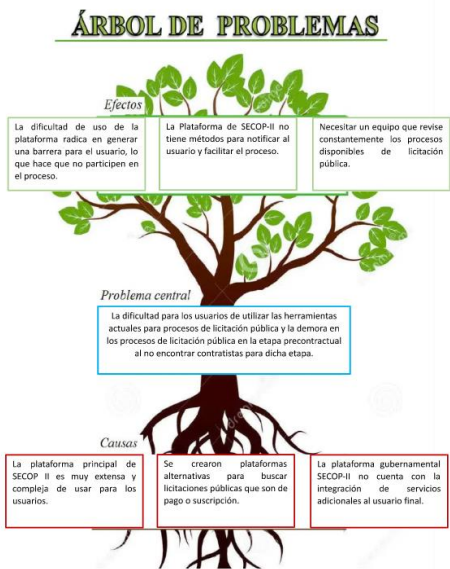 ÁRBOL DE PROBLEMAS
Efectos
La dificultad de uso de la
plataforma radica en generar
una barrera para el usuario, lo
que hace que no participen en
el proceso.
La Plataforma de SECOP-II no
tiene métodos para notificar al
usuario y facilitar el proceso.
Necesitar un equipo que revise
constantemente los procesos
disponibles de licitación
pública.
Problema central
La dificultad para los usuarios de utilizar las herramientas
actuales para procesos de licitación pública y la demora en
los procesos de licitación pública en la etapa precontractual
al no encontrar contratistas para dicha etapa.
Causas
La plataforma principal de
SECOP II es muy extensa y
compleja de usar para los
usuarios.
Se crearon plataformas
alternativas para buscar
licitaciones públicas que son de
pago o suscripción.
La plataforma gubernamental
SECOP-II no cuenta con la
integración de servicios
adicionales al usuario final.